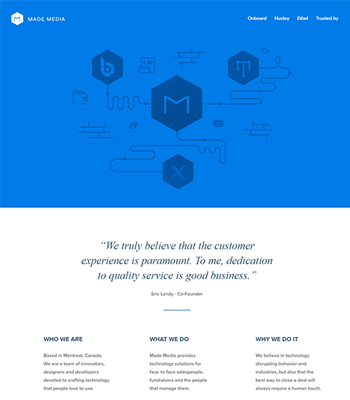 MADE MEDIA
Onboard Huxley Ethel Trusted by
“We truly believe that the customer
experience is paramount. To me, dedication
to quality service is good business.”
Eric Landy - Co-Founder
WHO WE ARE
Based in Montreal, Canada.
We are a team of innovators,
designers and developers
devoted to crafting technology
that people love to use.
WHAT WE DO
Made Media provides
technology solutions for
face-to-face salespeople,
fundraisers and the people
that manage them.
WHY WE DO IT
We believe in technology
disrupting behavior and
industries, but also that the
best way to close a deal will
always require a human touch.